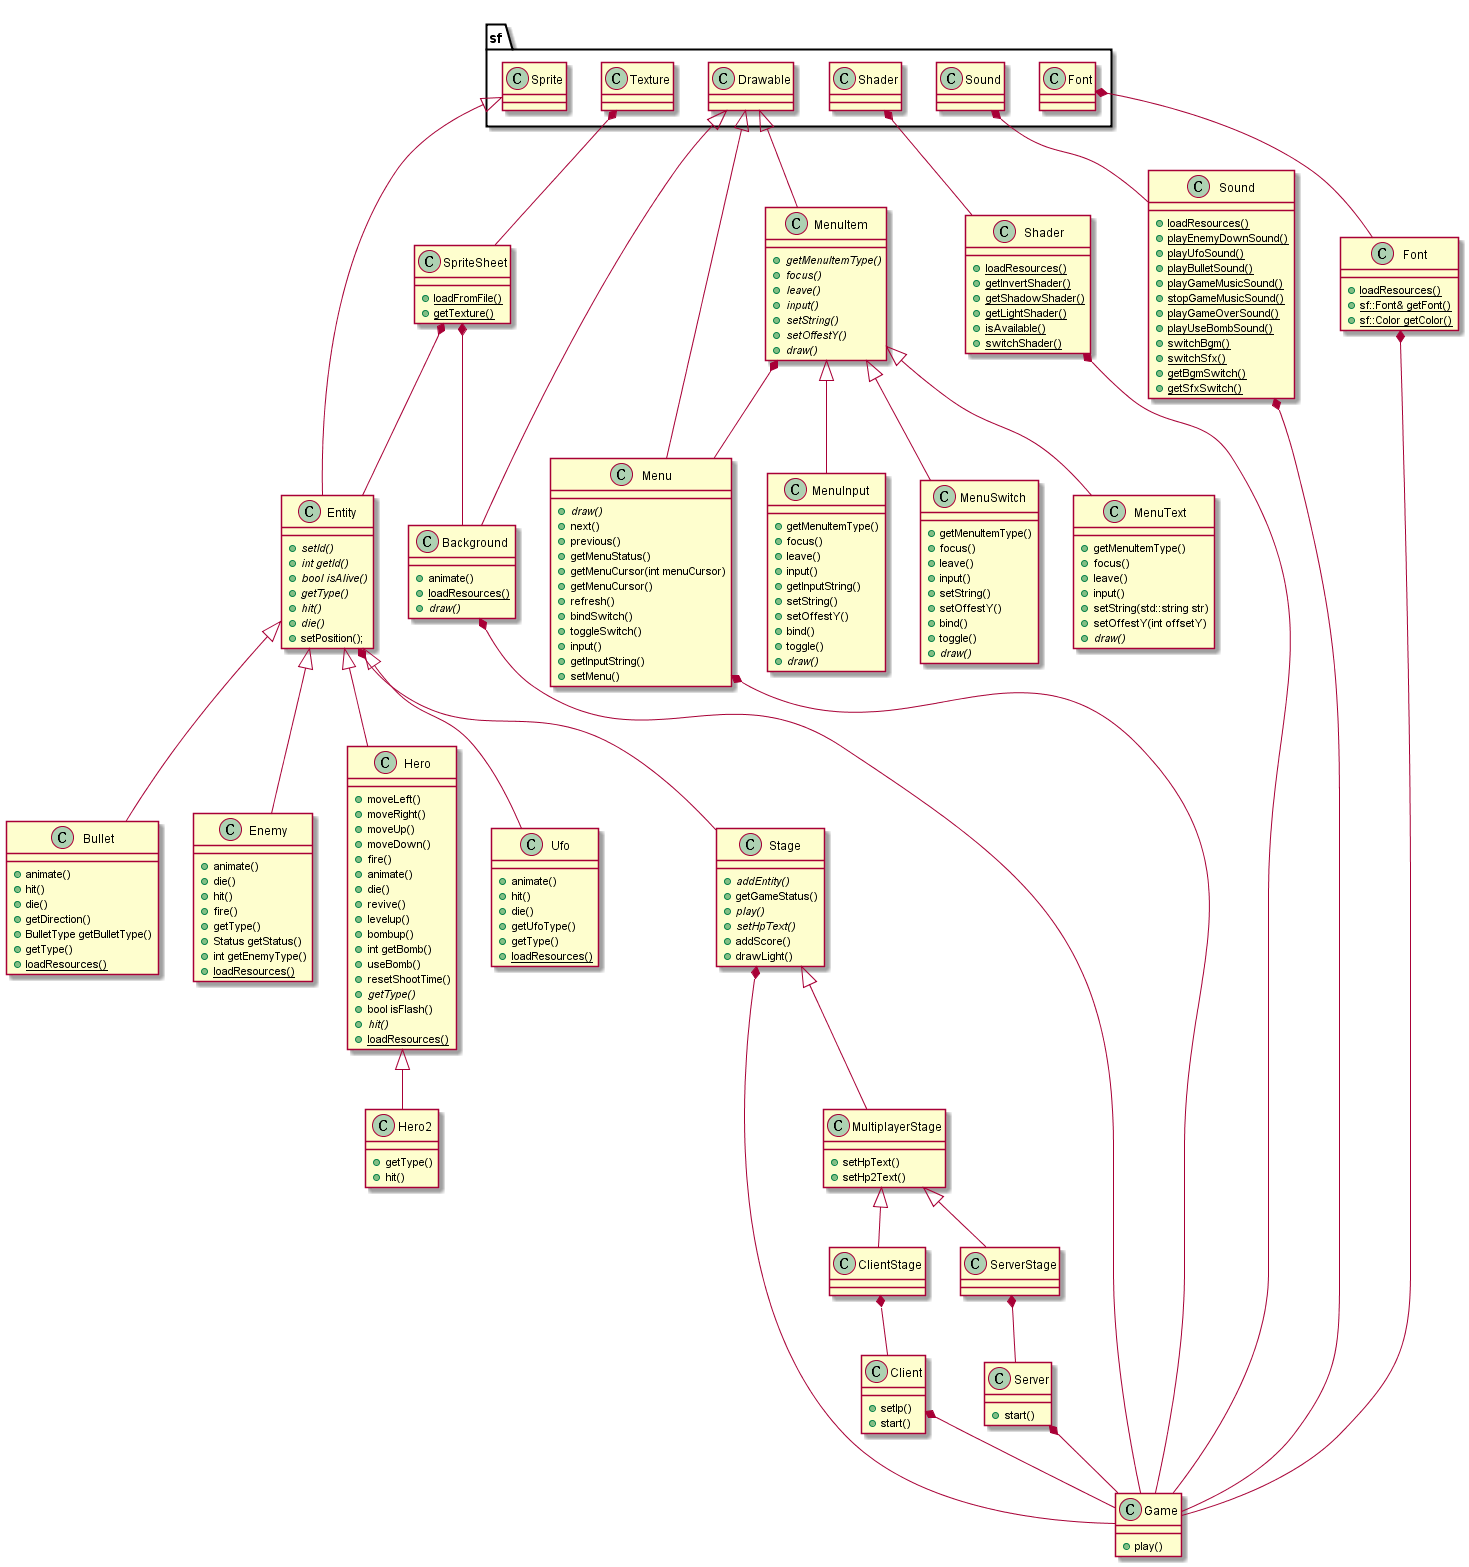 sf
C Sprite
C Texture
C Drawable
C Shader
C Sound
C Font
C Sound
loadResources()
playEnemyDownSound()
playUfoSound()
playBulletSound()
playGameMusicSound()
stopGameMusicSound()
playGameOverSound()
playUseBombSound()
switchBgm()
switchSfx()
getBgmSwitch()
getSfxSwitch()
C MenuItem
getMenuItemType()
focus()
leave()
input()
setString()
setOffestY()
draw()
C Shader
loadResources()
getInvertShader()
getShadowShader()
getLightShader()
isAvailable()
switchShader()
C Font
loadResources()
sf::Font& getFont()
sf::Color getColor()
C SpriteSheet
loadFromFile()
getTexture()
C Entity
setId()
int getId()
bool isAlive()
getType()
hit()
die()
setPosition();
C Background
animate()
loadResources()
draw()
C Menu
draw()
next()
previous()
getMenuStatus()
getMenuCursor(int menuCursor)
getMenuCursor()
refresh()
bindSwitch()
toggleSwitch()
input()
getInputString()
setMenu()
C MenuInput
getMenuItemType()
focus()
leave()
input()
getInputString()
setString()
setOffestY()
bind()
toggle()
draw()
C MenuSwitch
getMenuItemType()
focus()
leave()
input()
setString()
setOffestY()
bind()
toggle()
draw()
C MenuText
getMenuItemType()
focus()
leave()
input()
setString(std::string str)
setOffestY(int offsetY)
draw()
C Bullet
animate()
hit()
die()
getDirection()
BulletType getBulletType()
getType()
loadResources()
C Enemy
animate()
die()
hit()
fire()
getType()
Status getStatus()
int getEnemyType()
loadResources()
C Hero
moveLeft()
moveRight()
moveUp()
moveDown()
fire()
animate()
die()
revive()
levelup()
bombup()
int getBomb()
useBomb()
resetShootTime()
getType()
bool isFlash()
hit()
loadResources()
C Ufo
animate()
hit()
die()
getUfoType()
getType()
loadResources()
C Stage
addEntity()
getGameStatus()
play()
setHpText()
addScore()
drawLight()
C Hero2
getType()
hit()
C MultiplayerStage
setHpText()
setHp2Text()
C ClientStage
C ServerStage
C Client
setIp()
start()
C Server
start()
C Game
play()